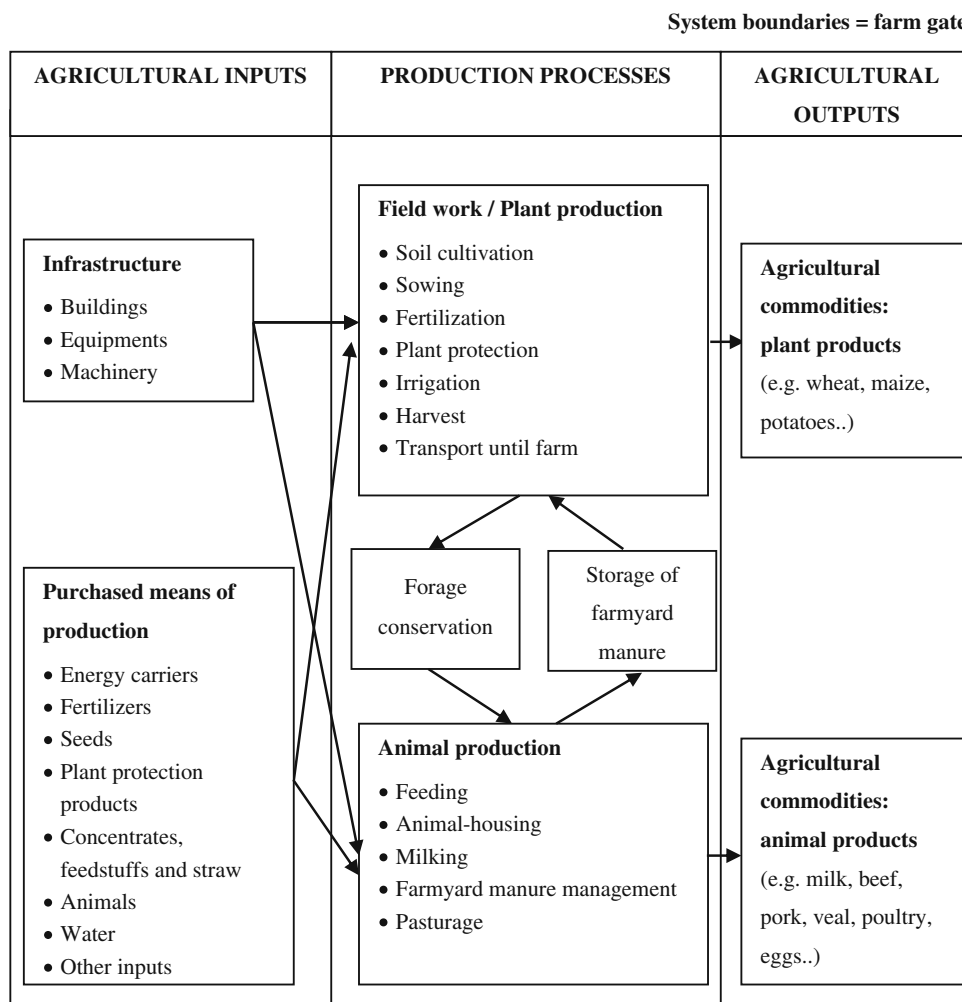 System boundaries = farm gate
AGRICULTURAL INPUTS
PRODUCTION PROCESSES
AGRICULTURAL
OUTPUTS
Infrastructure
• Buildings
• Equipments
• Machinery
Purchased means of
production
• Energy carriers
• Fertilizers
• Seeds
• Plant protection
products
• Concentrates,
feedstuffs and straw
• Animals
• Water
• Other inputs
Field work / Plant production
• Soil cultivation
• Sowing
• Fertilization
• Plant protection
• Irrigation
• Harvest
• Transport until farm
Forage
conservation
Storage of
farmyard
manure
Animal production
• Feeding
• Animal-housing
• Milking
• Farmyard manure management
• Pasturage
Agricultural
commodities:
plant products
(e.g. wheat, maize,
potatoes..)
Agricultural
commodities:
animal products
(e.g. milk, beef,
pork, veal, poultry,
eggs..)